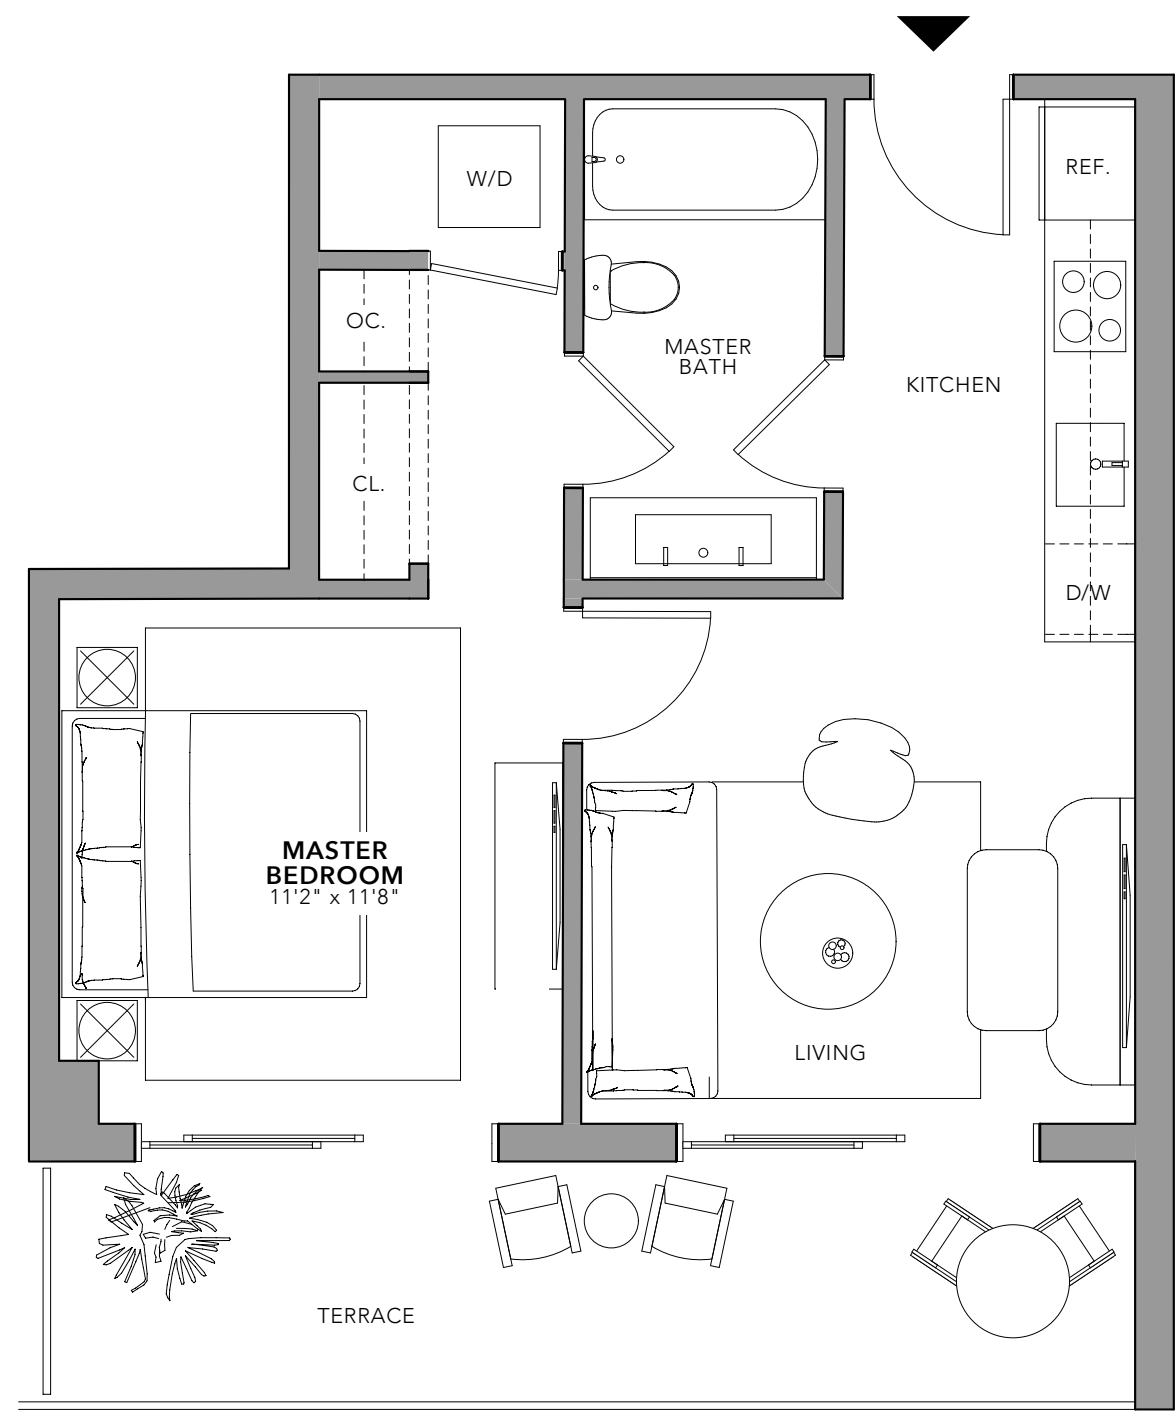 W/D
REF.
OC.
MASTER
BATH
KITCHEN
CL.
D/W
MASTER
BEDROOM
11'2" x 11'8"
LIVING
TERRACE